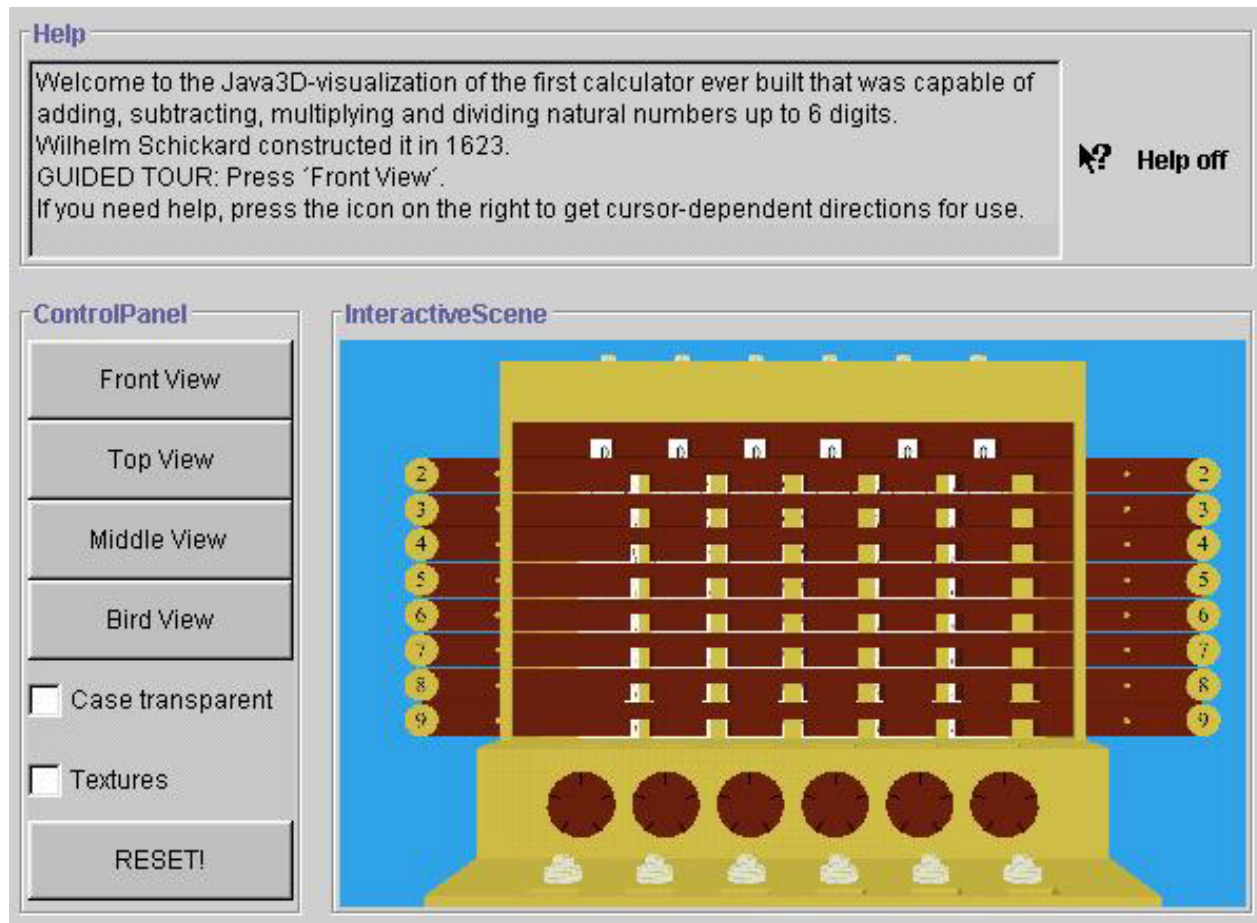 Help
Welcome to the Java3D-visualization of the first calculator ever built that was capable of
adding, subtracting, multiplying and dividing natural numbers up to 6 digits.
Wilhelm Schickard constructed it in 1623.
GUIDED TOUR: Press ´Front View´.
If you need help, press the icon on the right to get cursor-dependent directions for use.
? Help off
ControlPanel
Front View
Top View
Middle View
Bird View
Case transparent
Textures
RESET!
InteractiveScene
0 0 0 0 0 0
2 2
3 3
4 4
5 5
6 6
7 7
8 8
9 9